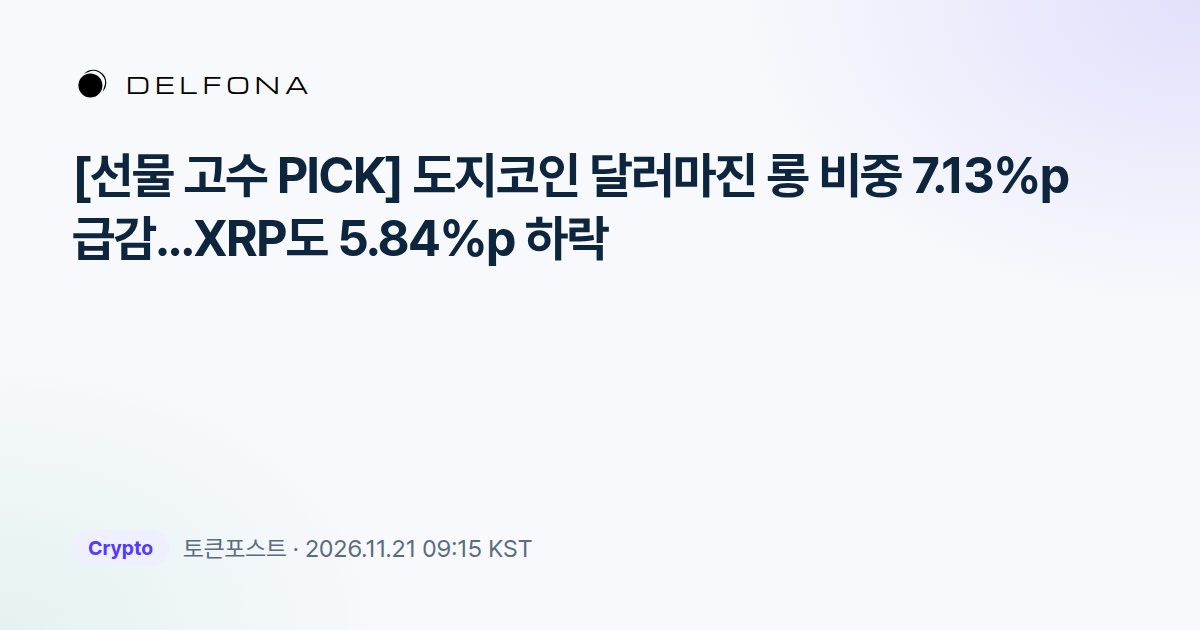 DELFONA
[선물 고수 PICK] 도지코인 달러마진 롱 비중 7.13%p
급감...XRP도 5.84%p 하락
Crypto 토큰포스트 · 2026.11.21 09:15 KST